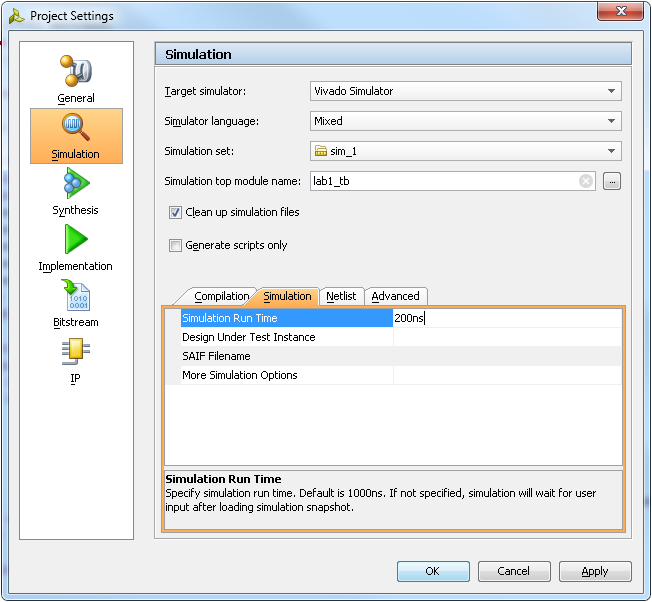 Project Settings
General
Simulation
Synthesis
Implementation
Bitstream
IP
Simulation
Target simulator: Vivado Simulator
Simulator language: Mixed
Simulation set: sim_1
Simulation top module name: lab1_tb ...
Clean up simulation files
Generate scripts only
Compilation Simulation Netlist Advanced
Simulation Run Time 200ns
Design Under Test Instance
SAIF Filename
More Simulation Options
Simulation Run Time
Specify simulation run time. Default is 1000ns. If not specified, simulation will wait for user
input after loading simulation snapshot.
OK Cancel Apply